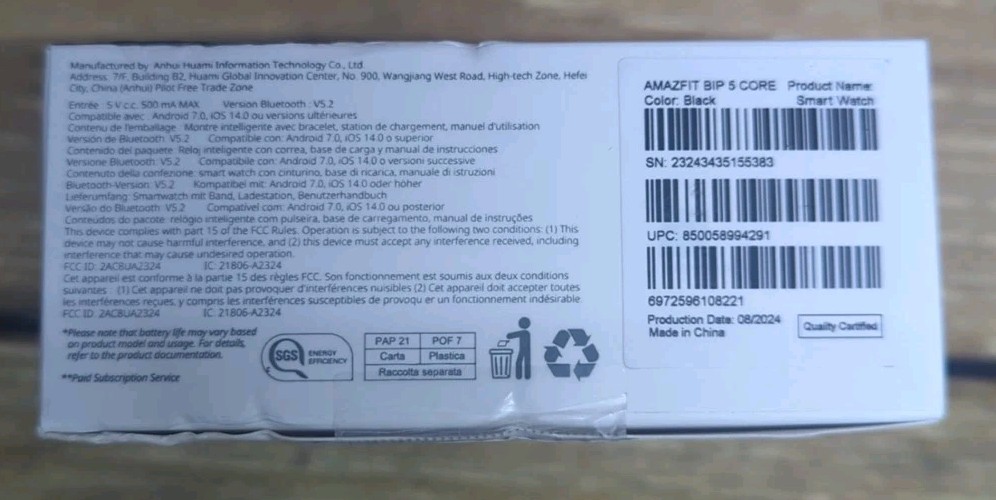 Manufactured by Anhui Huami Information Technology Co., Ltd.
Address: 7/F, Building B2, Huami Global Innovation Center, No. 900, Wangjiang West Road, High-tech Zone, Hefei
City, China (Anhui) Pilot Free Trade Zone
Entrée : 5 V c.c. 500 mA MAX Version Bluetooth : V5.2
Compatible avec : Android 7.0, iOS 14.0 ou versions ultérieures
Contenu de l'emballage : Montre intelligente avec bracelet, station de chargement, manuel d'utilisation
Versión de Bluetooth: V5.2 Compatible con: Android 7.0, iOS 14.0 o superior
Contenido del paquete: Reloj inteligente con correa, base de carga y manual de instrucciones
Versione Bluetooth: V5.2 Compatibile con: Android 7.0, iOS 14.0 o versioni successive
Contenuto della confezione: smart watch con cinturino, base di ricarica, manuale di istruzioni
Bluetooth-Version: V5.2 Kompatibel mit: Android 7.0, iOS 14.0 oder höher
Lieferumfang: Smartwatch mit Band, Ladestation, Benutzerhandbuch
Versão do Bluetooth: V5.2 Compatível com: Android 7.0, iOS 14.0 ou posterior
Conteúdos do pacote: relógio inteligente com pulseira, base de carregamento, manual de instruções
This device complies with part 15 of the FCC Rules. Operation is subject to the following two conditions: (1) This
device may not cause harmful interference, and (2) this device must accept any interference received, including
interference that may cause undesired operation.
FCC ID: 2AC8UA2324 IC: 21806-A2324
Cet appareil est conforme à la partie 15 des règles FCC. Son fonctionnement est soumis aux deux conditions
suivantes : (1) Cet appareil ne doit pas provoquer d'interférences nuisibles (2) Cet appareil doit accepter toutes
les interférences reçues, y compris les interférences susceptibles de provoquer un fonctionnement indésirable.
FCC ID: 2AC8UA2324 IC: 21806-A2324
*Please note that battery life may vary based
on product model and usage. For details,
refer to the product documentation.
**Paid Subscription Service
SGS ENERGY
EFFICIENCY
PAP 21 POF 7
Carta Plastica
Raccolta separata
AMAZFIT BIP 5 CORE Product Name:
Color: Black Smart Watch
SN: 23243435155383
UPC: 850058994291
6972596108221
Production Date: 08/2024
Made in China
Quality Certified